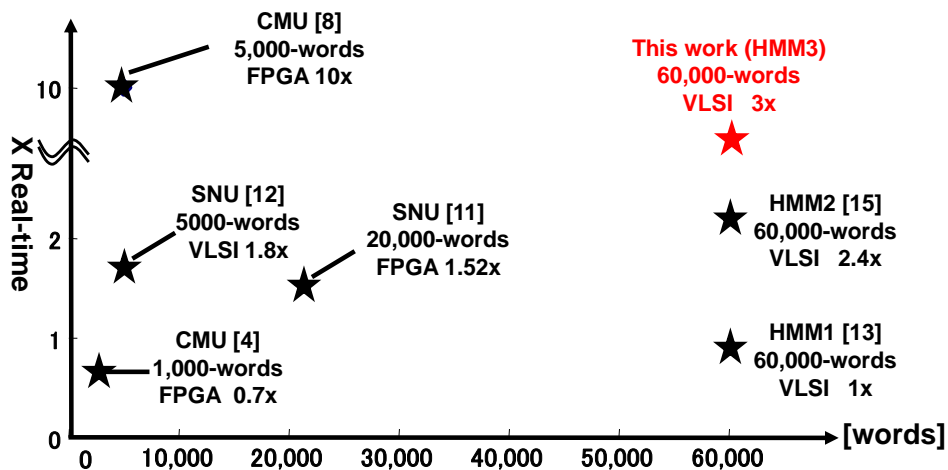 CMU [8]
5,000-words
FPGA 10x
This work (HMM3)
60,000-words
VLSI 3x
10
X Real-time
SNU [12]
5000-words
VLSI 1.8x
SNU [11]
20,000-words
FPGA 1.52x
HMM2 [15]
60,000-words
VLSI 2.4x
2
CMU [4]
1,000-words
FPGA 0.7x
HMM1 [13]
60,000-words
VLSI 1x
1
0
[words]
0 10,000 20,000 30,000 40,000 50,000 60,000